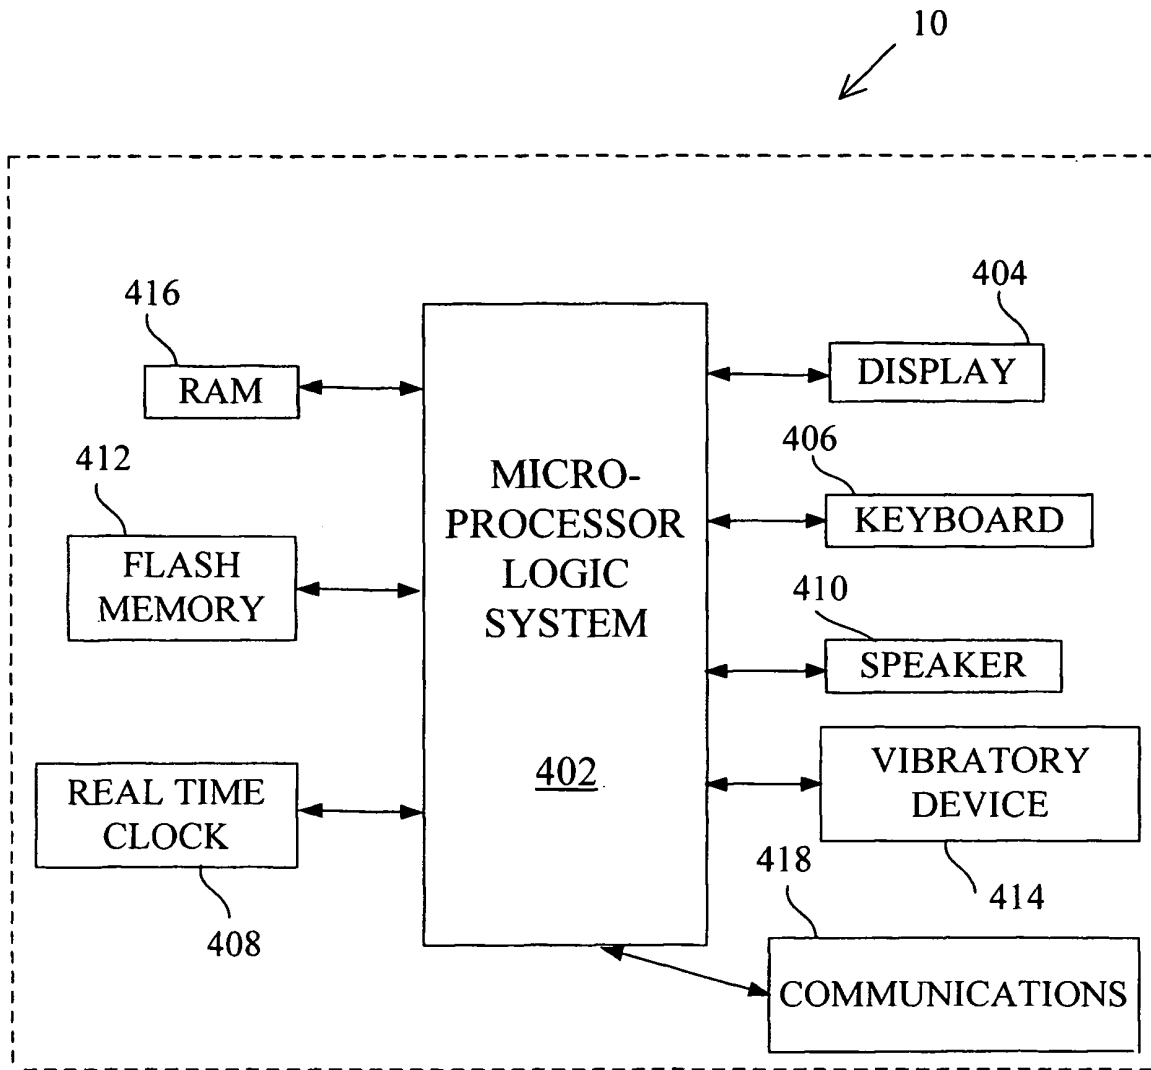 10
416
RAM
412
FLASH
MEMORY
REAL TIME
CLOCK
408
MICRO-
PROCESSOR
LOGIC
SYSTEM
402
404
DISPLAY
406
KEYBOARD
410
SPEAKER
VIBRATORY
DEVICE
414
418
COMMUNICATIONS